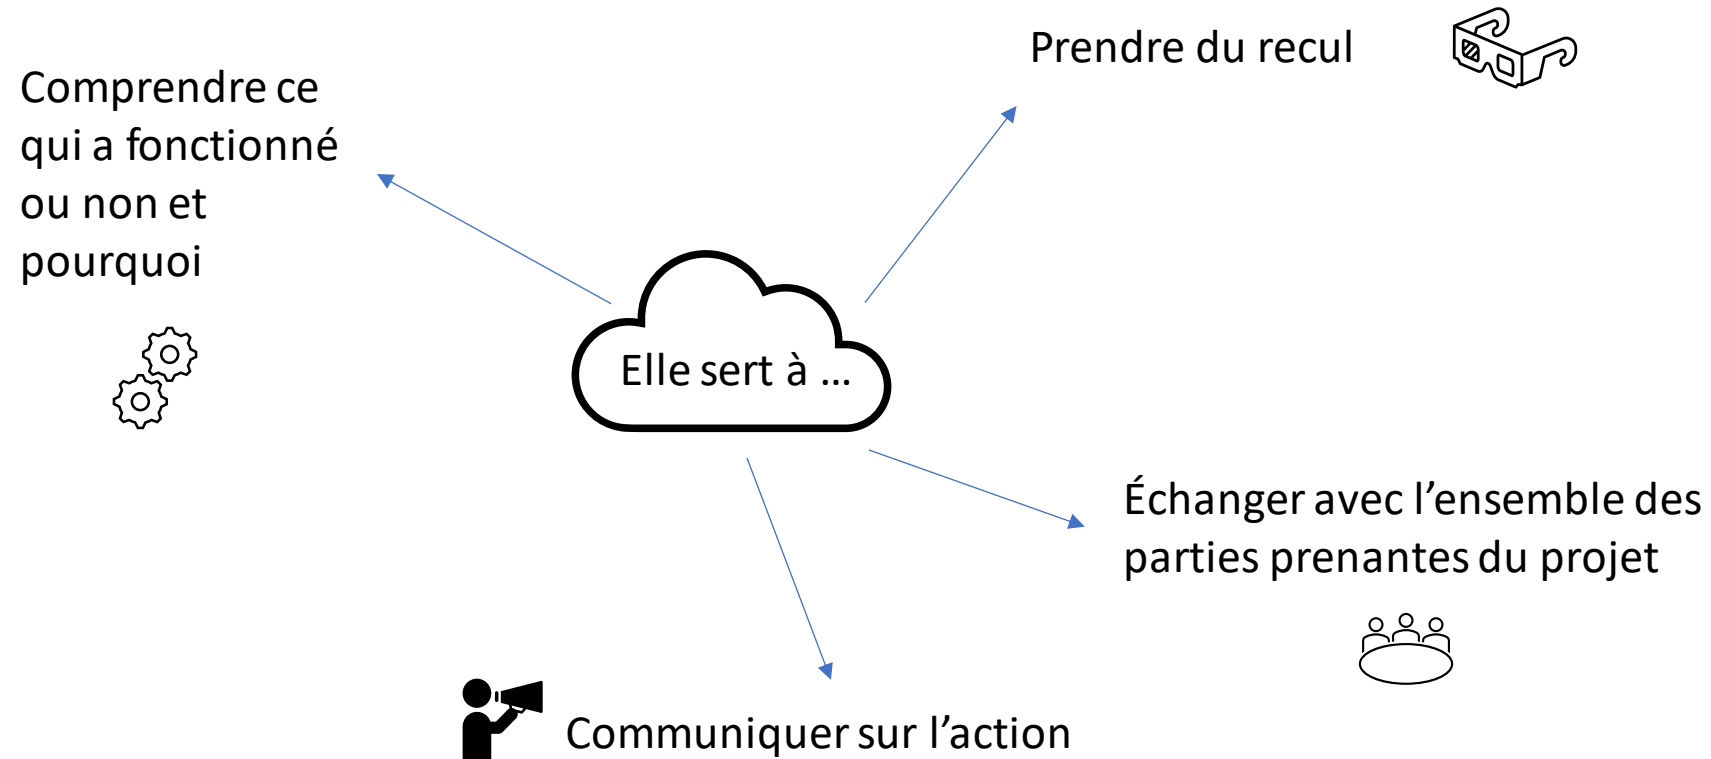 Prendre du recul
Comprendre ce
qui a fonctionné
ou non et
pourquoi
Elle sert à ...
Échanger avec l’ensemble des
parties prenantes du projet
Communiquer sur l’action